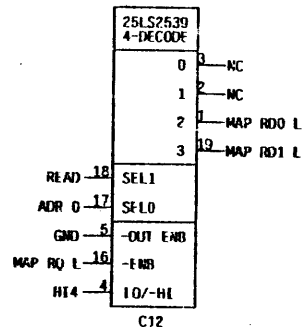 25LS2539
4-DECODE
0 3 NC
1 2 NC
2 1 MAP RD0 L
3 19 MAP RD1 L
READ 18 SEL1
ADR 0 17 SEL0
GND 5 -OUT ENB
MAP RQ L 16 -ENB
HI4 4 IO/-HI
C12